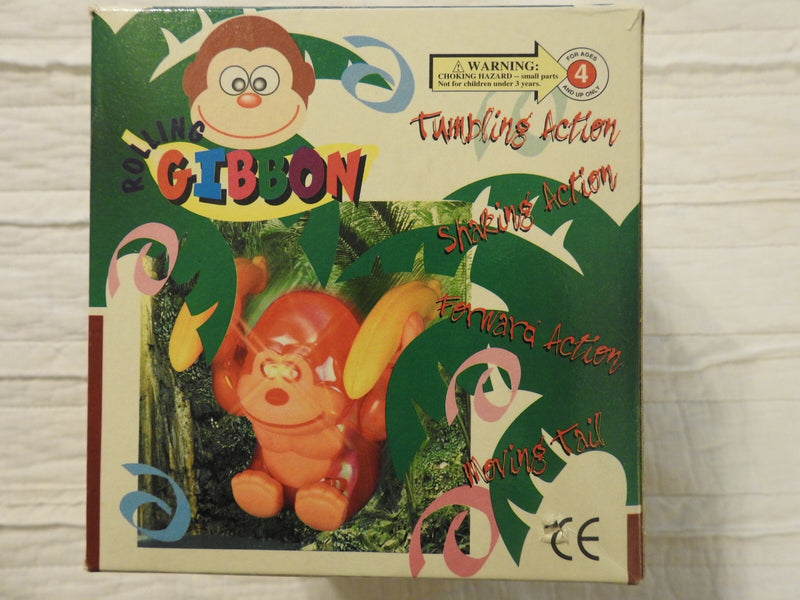 ROLLING
GIBBON
WARNING:
CHOKING HAZARD -- small parts
Not for children under 3 years.
FOR AGES
4
AND UP ONLY
Tumbling Action
Shaking Action
Forward Action
Moving Tail
CE